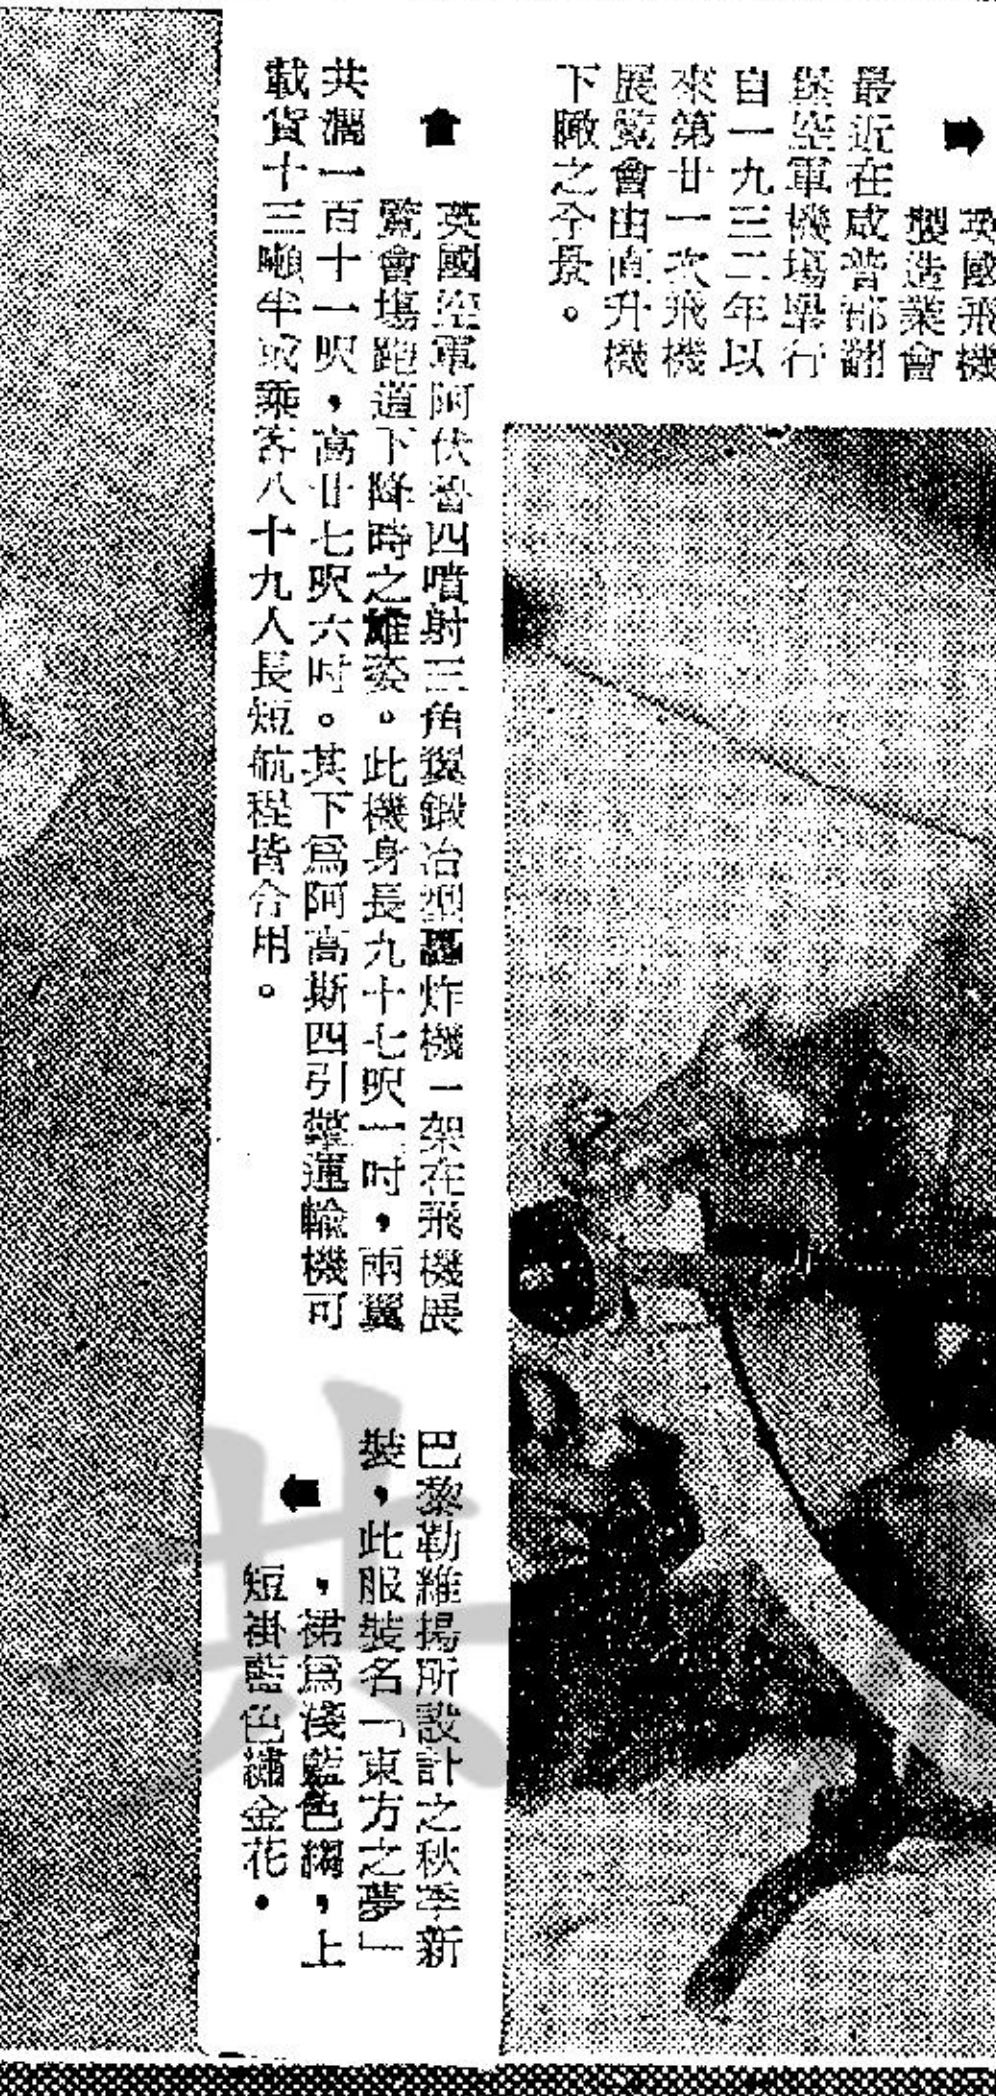 英國飛機
製造業會
最近在咸普郡翻
堡空軍機場舉行
自一九三二年以
來第廿一次飛機
展覽會由直升機
下瞰之全景。
英國空軍阿伏魯四噴射三角翼鍛冶型轟炸機一架在飛機展
覽會場跑道下降時之雄姿。此機身長九十七呎一吋，兩翼
共濶一百十一呎，高廿七呎六吋。其下爲阿高斯四引擎運輸機可
載貨十三噸半或乘客八十九人長短航程皆合用。
巴黎勒維揚所設計之秋季新
裝，此服裝名「東方之夢」
，裙爲淺藍色綢，上
短褂藍色繡金花．